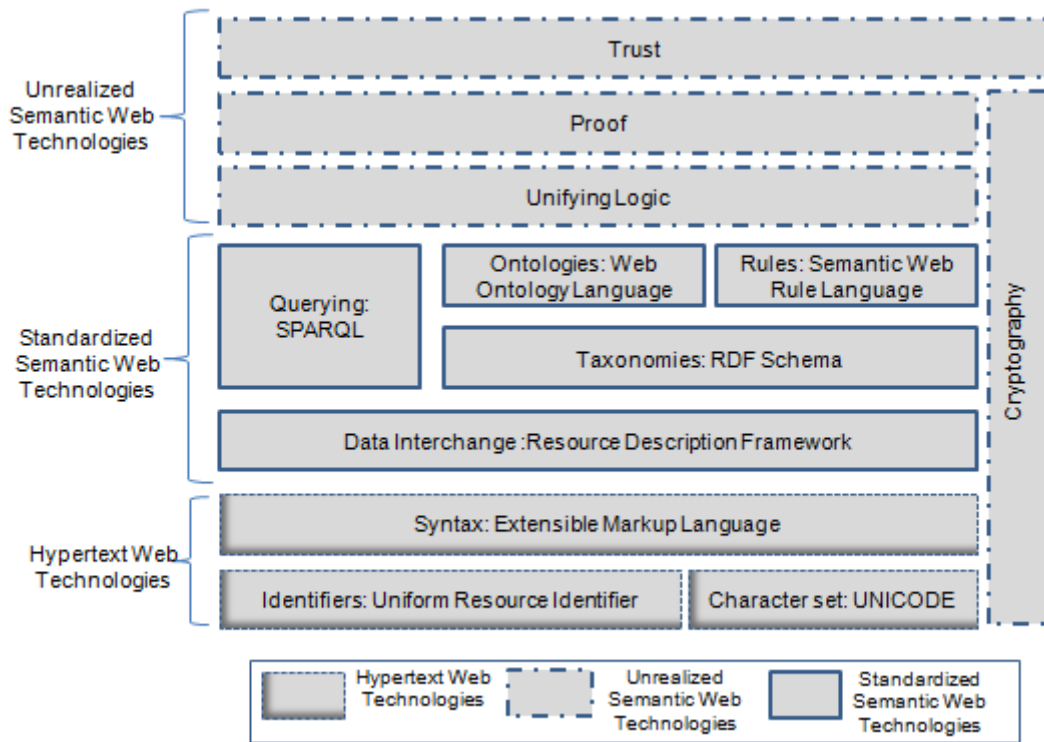 Trust
Unrealized
Semantic Web
Technologies
Proof
Unifying Logic
Cryptography
Querying:
SPARQL
Ontologies: Web
Ontology Language
Rules: Semantic Web
Rule Language
Standardized
Semantic Web
Technologies
Taxonomies: RDF Schema
Data Interchange :Resource Description Framework
Hypertext Web
Technologies
Syntax: Extensible Markup Language
Identifiers: Uniform Resource Identifier
Character set: UNICODE
Hypertext Web
Technologies
Unrealized
Semantic Web
Technologies
Standardized
Semantic Web
Technologies